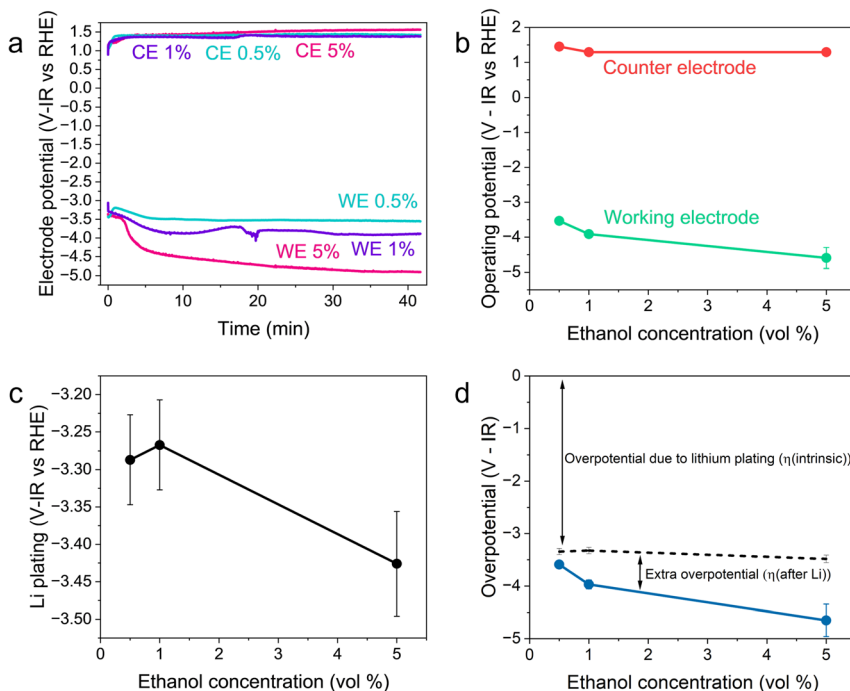 a
Electrode potential (V-IR vs RHE)
1.5
1.0
0.5
0.0
−0.5
−1.0
−1.5
−2.0
−2.5
−3.0
−3.5
−4.0
−4.5
−5.0
CE 1%
CE 0.5%
CE 5%
WE 0.5%
WE 5%
WE 1%
0
10
20
30
40
Time (min)
b
Operating potential (V - IR vs RHE)
2
1
0
−1
−2
−3
−4
−5
Counter electrode
Working electrode
0
1
2
3
4
5
Ethanol concentration (vol %)
c
Li plating (V-IR vs RHE)
−3.20
−3.25
−3.30
−3.35
−3.40
−3.45
−3.50
0
1
2
3
4
5
Ethanol concentration (vol %)
d
Overpotential (V - IR)
0
−1
−2
−3
−4
−5
Overpotential due to lithium plating (η(intrinsic))
Extra overpotential (η(after Li))
0
1
2
3
4
5
Ethanol concentration (vol %)